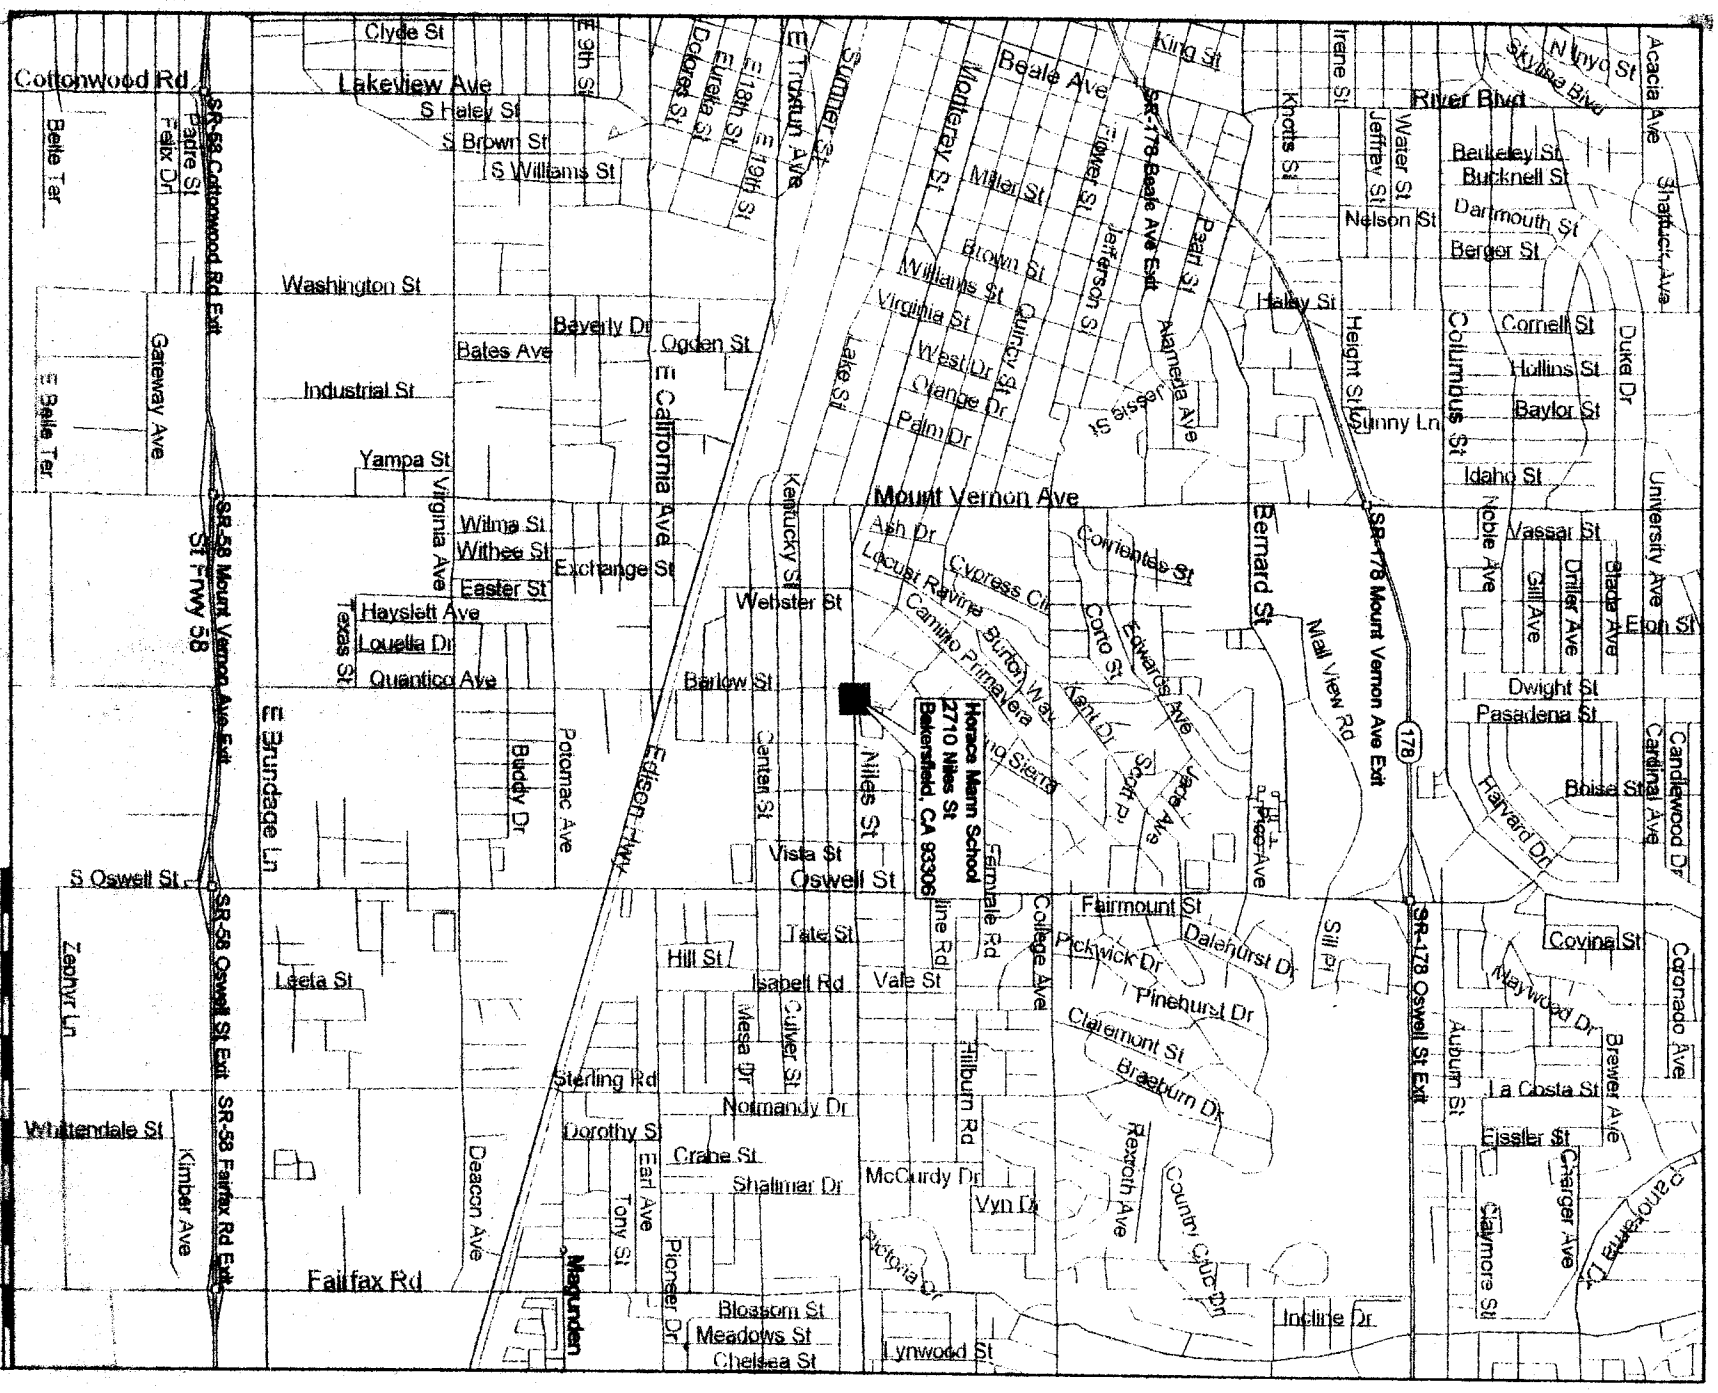 Clyde St
E 9th St
Dolores St
Eureka St
E 18th St
E 19th St
E Truxtun Ave
Sumner St
Monterey St
Beale Ave
King St
Irene St
N Inyo St
Skyline Blvd
Acacia Ave
Cottonwood Rd
Lakeview Ave
River Blvd
S Haley St
S Brown St
S Williams St
Belle Ter
Felix Dr
Padre St
SR-58 Cottonwood Rd Exit
Miller St
Flower St
SR-178 Beale Ave Exit
Knotts St
Jeffrey St
Water St
Berkeley St
Bucknell St
Dartmouth St
Shattuck Ave
Nelson St
Pearl St
Jefferson St
Brown St
Williams St
Virginia St
Quincy St
Washington St
Haley St
Beverly Dr
Bates Ave
Ogden St
Lake St
West Dr
Orange Dr
Palm Dr
Alameda Ave
Jessie St
Height St
Columbus St
Cornell St
Hollins St
Baylor St
Duke Dr
Sunny Ln
Idaho St
Gateway Ave
E Belle Ter
Industrial St
Yampa St
E California Ave
Kentucky St
Mount Vernon Ave
Virginia Ave
Wilma St
Withee St
Easter St
Exchange St
Hayslett Ave
Louella Dr
Quantico Ave
Texas St
St Frwy 58
SR-58 Mount Vernon Ave Exit
Ash Dr
Locust Ravine
Cypress Cir
Camino Primavera
Burton Way
Corrientes St
Corto St
Edwards Ave
Bernard St
Mall View Rd
SR-178 Mount Vernon Ave Exit
Noble Ave
Vassar St
University Ave
Gill Ave
Driller Ave
Elon St
Dwight St
Pasadena St
Webster St
Barlow St
Kent Dr
Scott Pl
Jade Ave
178
Boise St
Cardinal Ave
Candlewood Dr
Harvard Dr
E Brundage Ln
Buddy Dr
Potomac Ave
Edison Hwy
Center St
Niles St
Horace Mann School
2710 Niles St
Bakersfield, CA 93306
Pico Ave
Vista St
Oswell St
S Oswell St
Ferndale Rd
line Rd
College Ave
Fairmount St
Pickwick Dr
Dalehurst Dr
Sill Pl
SR-178 Oswell St Exit
Covina St
Coronado Ave
Maywood Dr
SR-58 Oswell St Exit
Zephyr Ln
Leeta St
Hill St
Tate St
Isabell Rd
Vale St
Mesa Dr
Culver St
Pinehurst Dr
Claremont St
Braeburn Dr
Hillburn Rd
Auburn St
Brewer Ave
La Costa St
Eissler St
Sterling Rd
Normandy Dr
Whittendale St
Kimber Ave
SR-58 Fairfax Rd Exit
Deacon Ave
Dorothy S
Earl Ave
Tony St
Crane St
Shalimar Dr
McCurdy Dr
Vyn Dr
Rexroth Ave
Country Club Dr
Charger Ave
Claymore St
Panorama Dr
Fairfax Rd
Magunden
Pioneer Dr
Pictoria Dr
Blossom St
Meadows St
Chelsea St
Lynwood St
Incline Dr